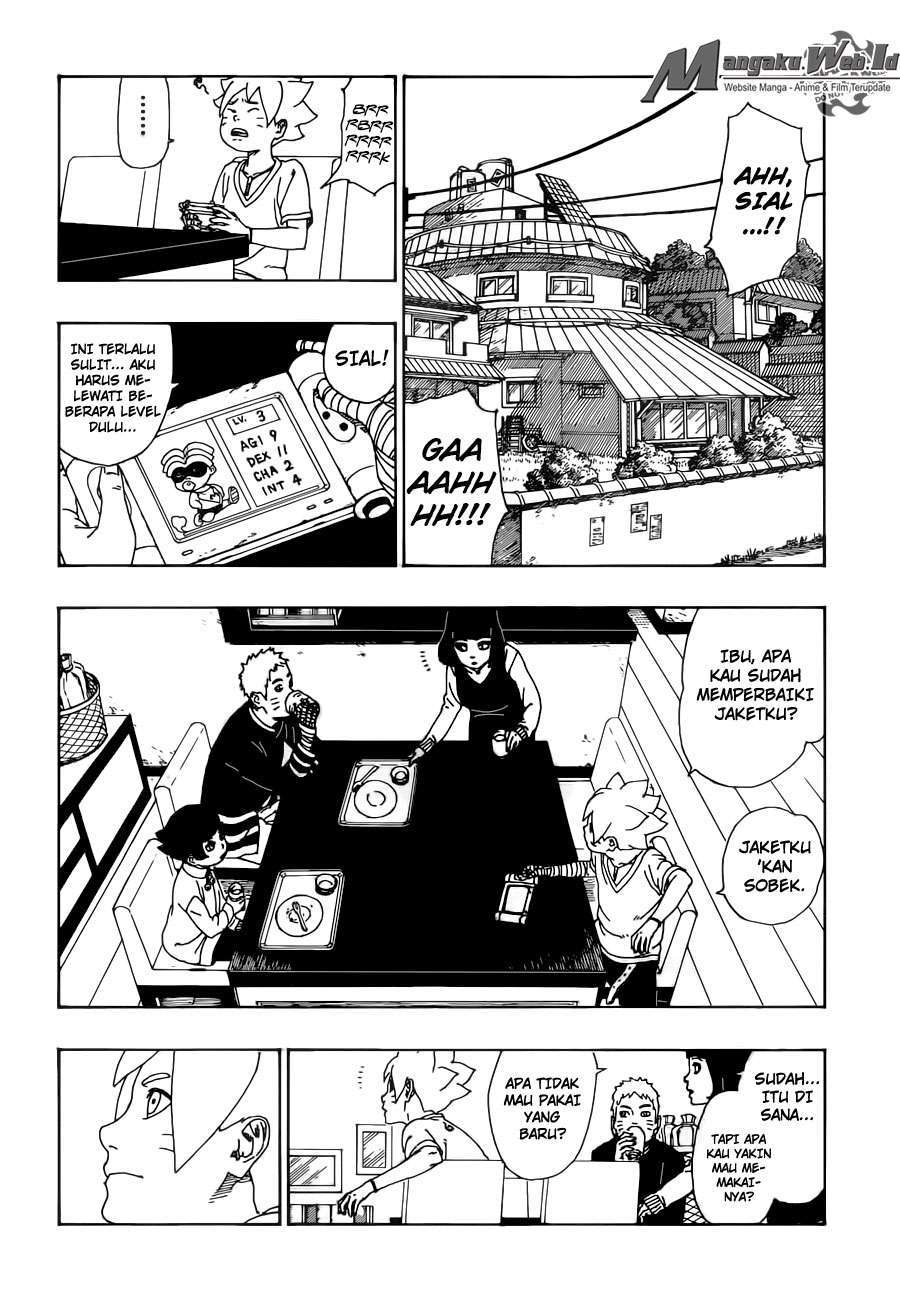 Mangaku.Web.Id
Website Manga - Anime & Film Terupdate
AHH,
SIAL
...!!
GAA
AAHH
HH!!!
BRR
RBRR
RRRR
RRRK
......
SIAL!
INI TERLALU
SULIT... AKU
HARUS ME-
LEWATI BE-
BERAPA LEVEL
DULU...
LV. 3
AGI 9
DEX 11
CHA 2
INT 4
IBU, APA
KAU SUDAH
MEMPERBAIKI
JAKETKU?
JAKETKU
'KAN
SOBEK.
SUDAH...
ITU DI
SANA...
TAPI APA
KAU YAKIN
MAU ME-
MAKAI-
NYA?
APA TIDAK
MAU PAKAI
YANG
BARU?